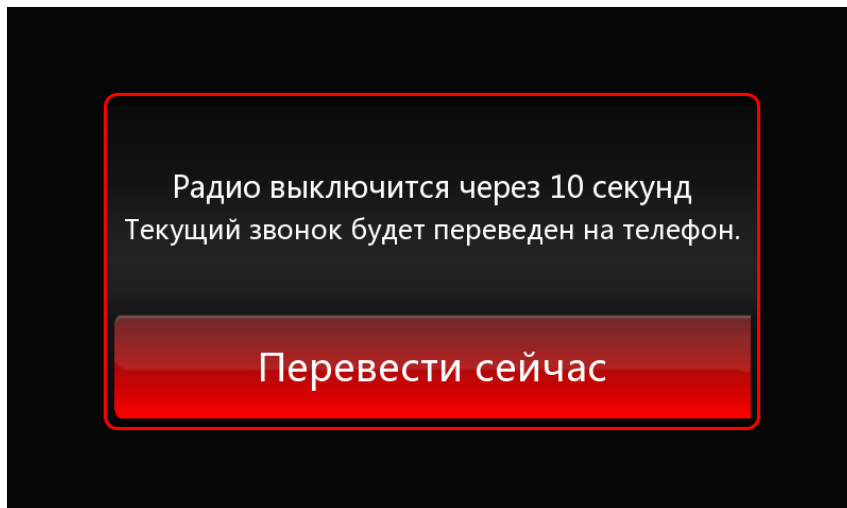 Радио выключится через 10 секунд
Текущий звонок будет переведен на телефон.
Перевести сейчас